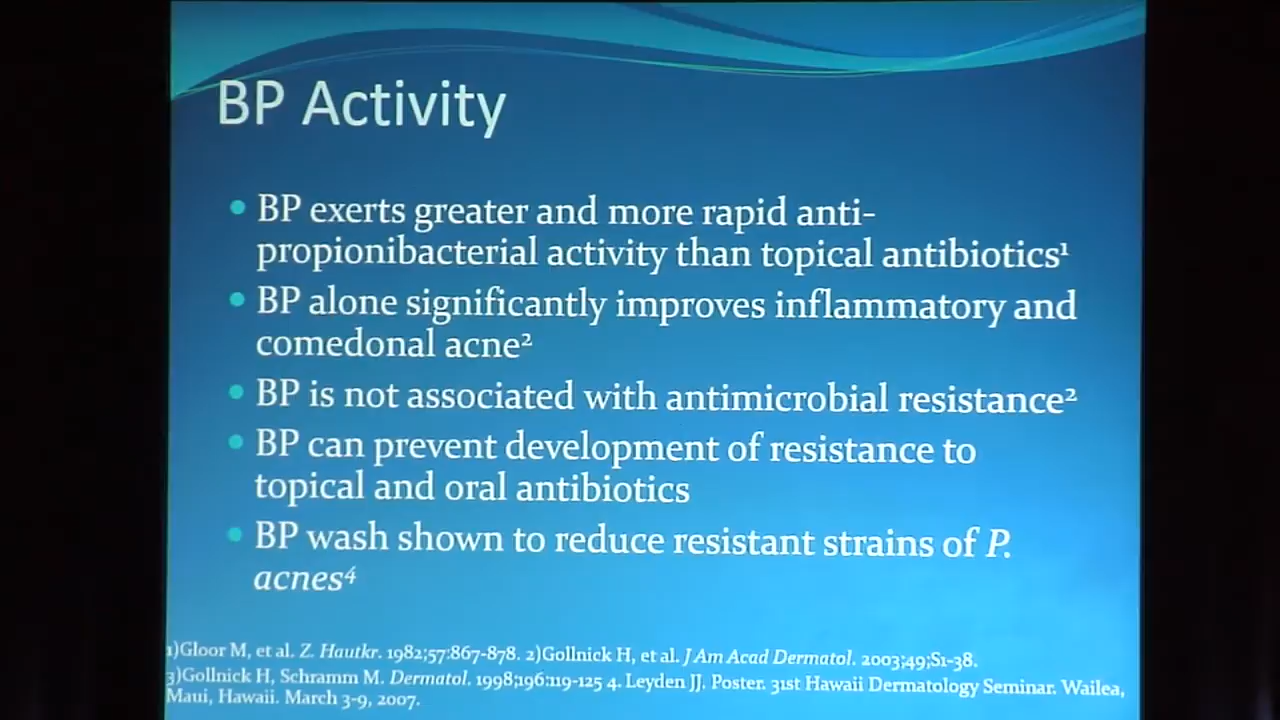 BP Activity
BP exerts greater and more rapid anti-
propionibacterial activity than topical antibiotics¹
BP alone significantly improves inflammatory and
comedonal acne²
BP is not associated with antimicrobial resistance²
BP can prevent development of resistance to
topical and oral antibiotics
BP wash shown to reduce resistant strains of P.
acnes⁴
1)Gloor M, et al. Z. Hautkr. 1982;57:867-878. 2)Gollnick H, et al. J Am Acad Dermatol. 2003;49;S1-38.
3)Gollnick H, Schramm M. Dermatol. 1998;196:119-125 4. Leyden JJ. Poster. 31st Hawaii Dermatology Seminar. Wailea,
Maui, Hawaii. March 3-9, 2007.